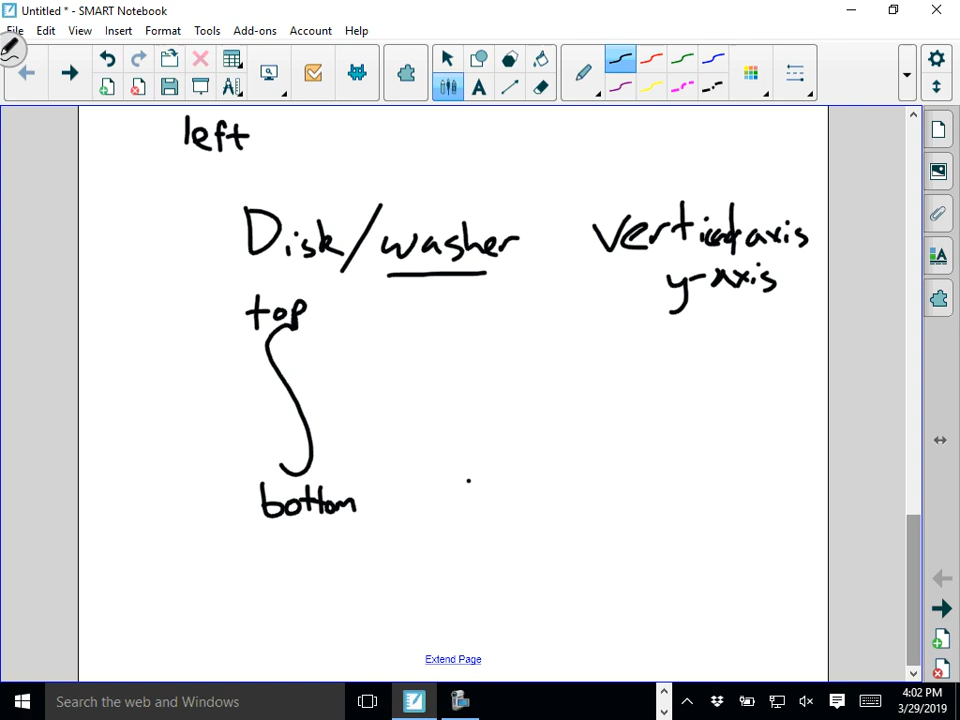 Untitled * - SMART Notebook
File Edit View Insert Format Tools Add-ons Account Help
left
Disk/washer
vertical axis
y-axis
top
bottom
Extend Page
Search the web and Windows
4:02 PM
3/29/2019